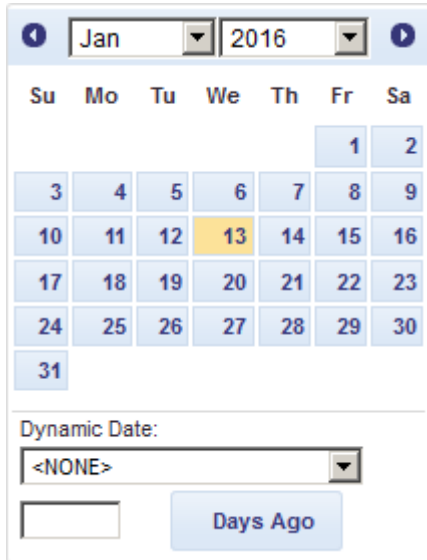 Jan 2016
Su Mo Tu We Th Fr Sa
1 2
3 4 5 6 7 8 9
10 11 12 13 14 15 16
17 18 19 20 21 22 23
24 25 26 27 28 29 30
31
Dynamic Date:
<NONE>
Days Ago